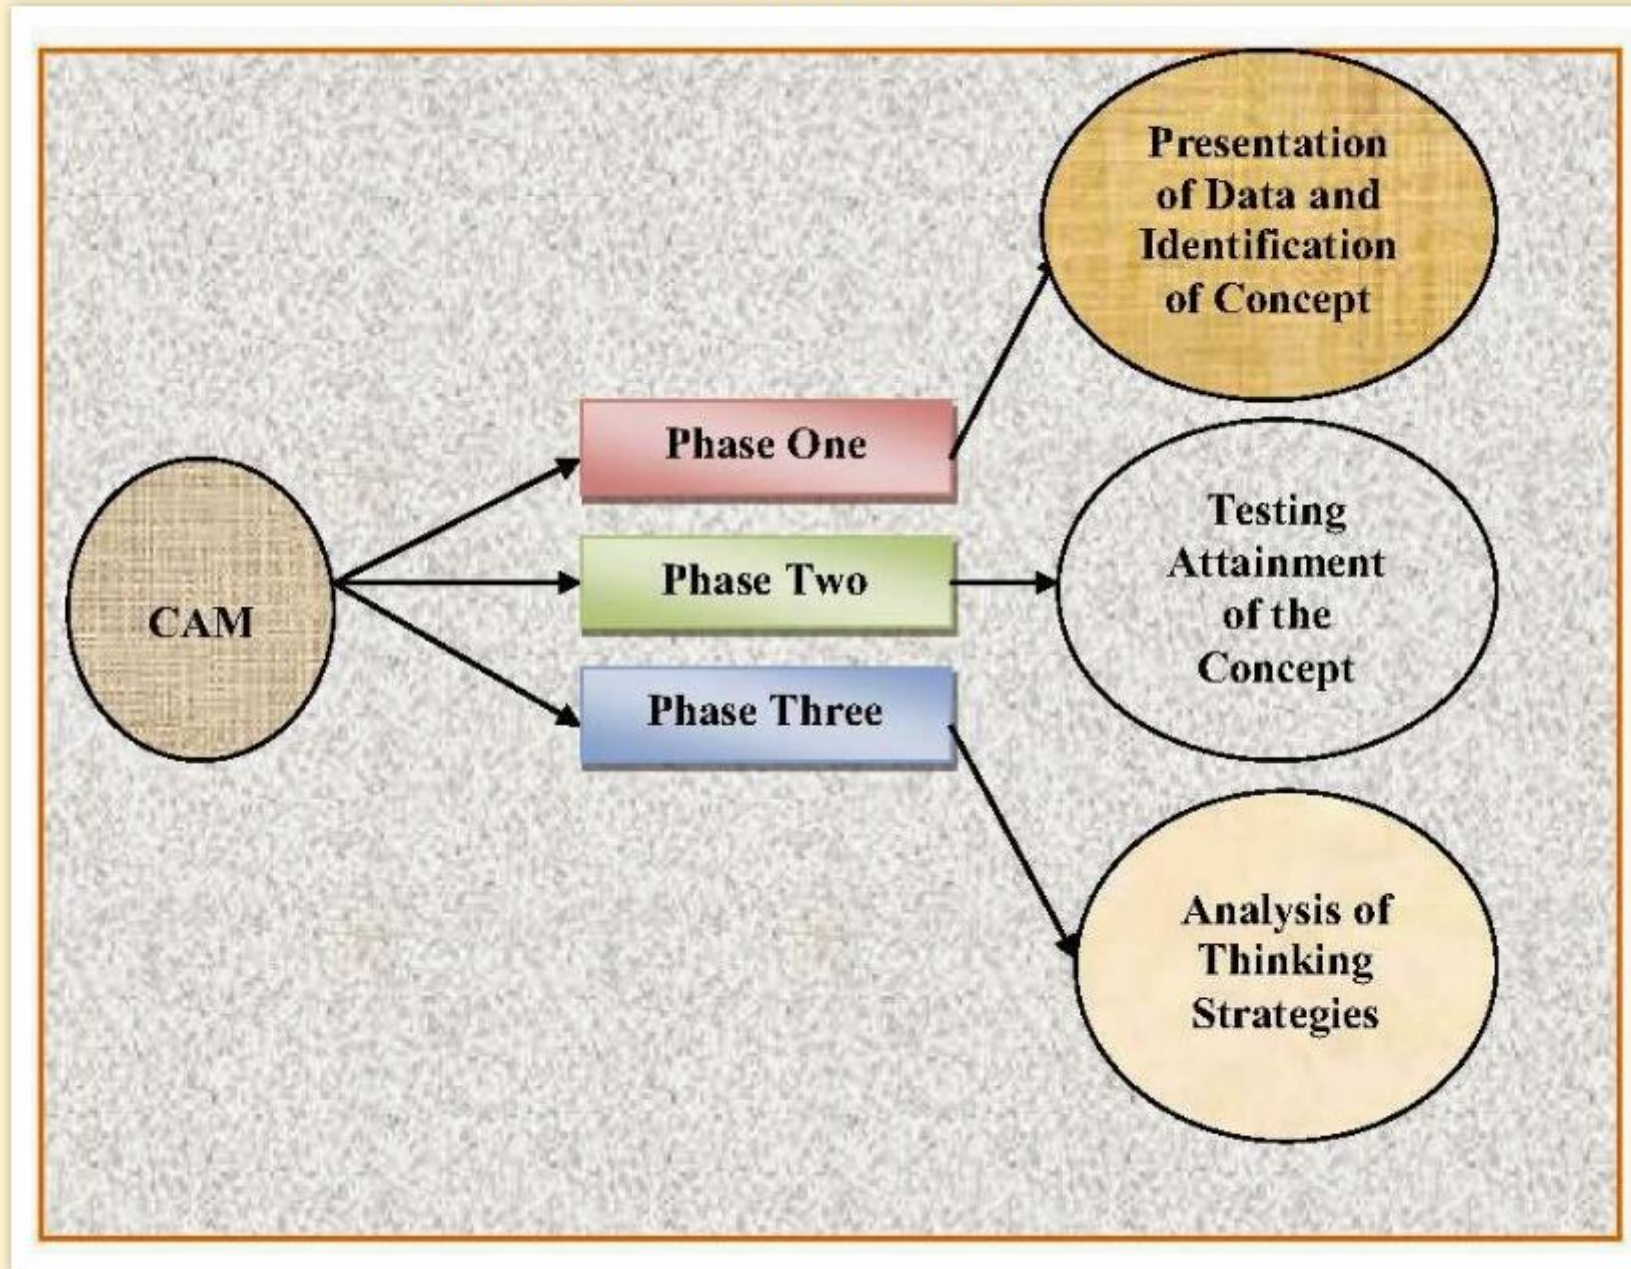 CAM
Phase One
Phase Two
Phase Three
Presentation
of Data and
Identification
of Concept
Testing
Attainment
of the
Concept
Analysis of
Thinking
Strategies